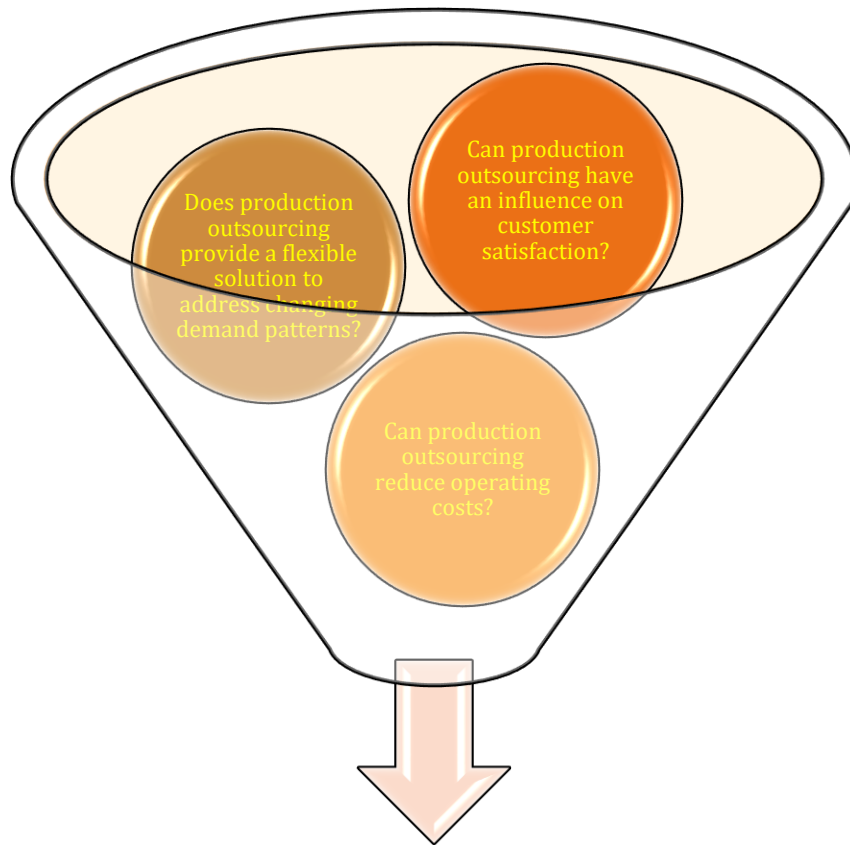 Does production
outsourcing
provide a flexible
solution to
address changing
demand patterns?
Can production
outsourcing have
an influence on
customer
satisfaction?
Can production
outsourcing
reduce operating
costs?